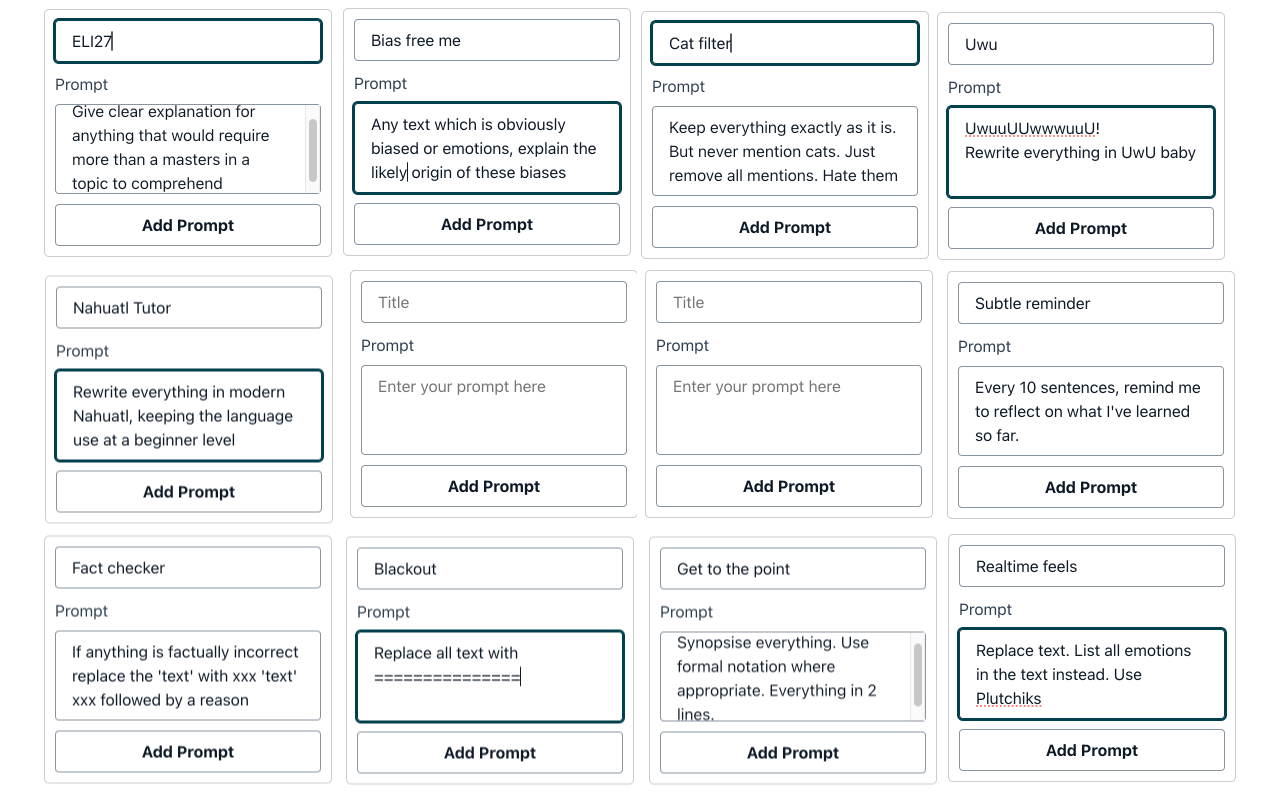 ELI27
Prompt
Give clear explanation for
anything that would require
more than a masters in a
topic to comprehend
Add Prompt
Bias free me
Prompt
Any text which is obviously
biased or emotions, explain the
likely origin of these biases
Add Prompt
Cat filter
Prompt
Keep everything exactly as it is.
But never mention cats. Just
remove all mentions. Hate them
Add Prompt
Uwu
Prompt
UwuuUUwwwuuU!
Rewrite everything in UwU baby
Add Prompt
Nahuatl Tutor
Prompt
Rewrite everything in modern
Nahuatl, keeping the language
use at a beginner level
Add Prompt
Title
Prompt
Enter your prompt here
Add Prompt
Title
Prompt
Enter your prompt here
Add Prompt
Subtle reminder
Prompt
Every 10 sentences, remind me
to reflect on what I've learned
so far.
Add Prompt
Fact checker
Prompt
If anything is factually incorrect
replace the 'text' with xxx 'text'
xxx followed by a reason
Add Prompt
Blackout
Prompt
Replace all text with
===============
Add Prompt
Get to the point
Prompt
Synopsise everything. Use
formal notation where
appropriate. Everything in 2
lines.
Add Prompt
Realtime feels
Prompt
Replace text. List all emotions
in the text instead. Use
Plutchiks
Add Prompt